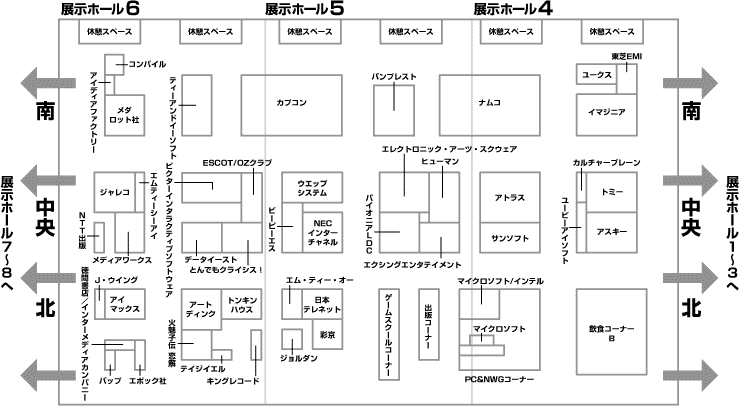 展示ホール6
展示ホール5
展示ホール4
休憩スペース
休憩スペース
休憩スペース
休憩スペース
休憩スペース
休憩スペース
南
中央
北
展示ホール7〜8へ
南
中央
北
展示ホール1〜3へ
コンパイル
アイディアファクトリー
メダ
ロット社
ティーアンドイーソフト
カプコン
バンプレスト
ナムコ
東芝EMI
ユークス
イマジニア
ジャレコ
エムティーシーアイ
NTT出版
メディアワークス
ESCOT/OZクラブ
ビクターインタラクティブソフトウェア
データイースト
とんでもクライシス！
ウエップ
システム
ビービーエス
NEC
インター
チャネル
エレクトロニック・アーツ・スクウェア
ヒューマン
パイオニアLDC
エクシングエンタテイメント
アトラス
サンソフト
カルチャーブレーン
トミー
ユービーアイソフト
アスキー
J・ウイング
アイ
マックス
徳間書店/インターメディアカンパニー
パップ
エポック社
アート
ディンク
トンキン
ハウス
火魅子伝 恋解
テイジイエル
キングレコード
エム・ティー・オー
日本
テレネット
彩京
ジョルダン
ゲームスクールコーナー
出版コーナー
マイクロソフト/インテル
マイクロソフト
PC&NWGコーナー
飲食コーナー
B